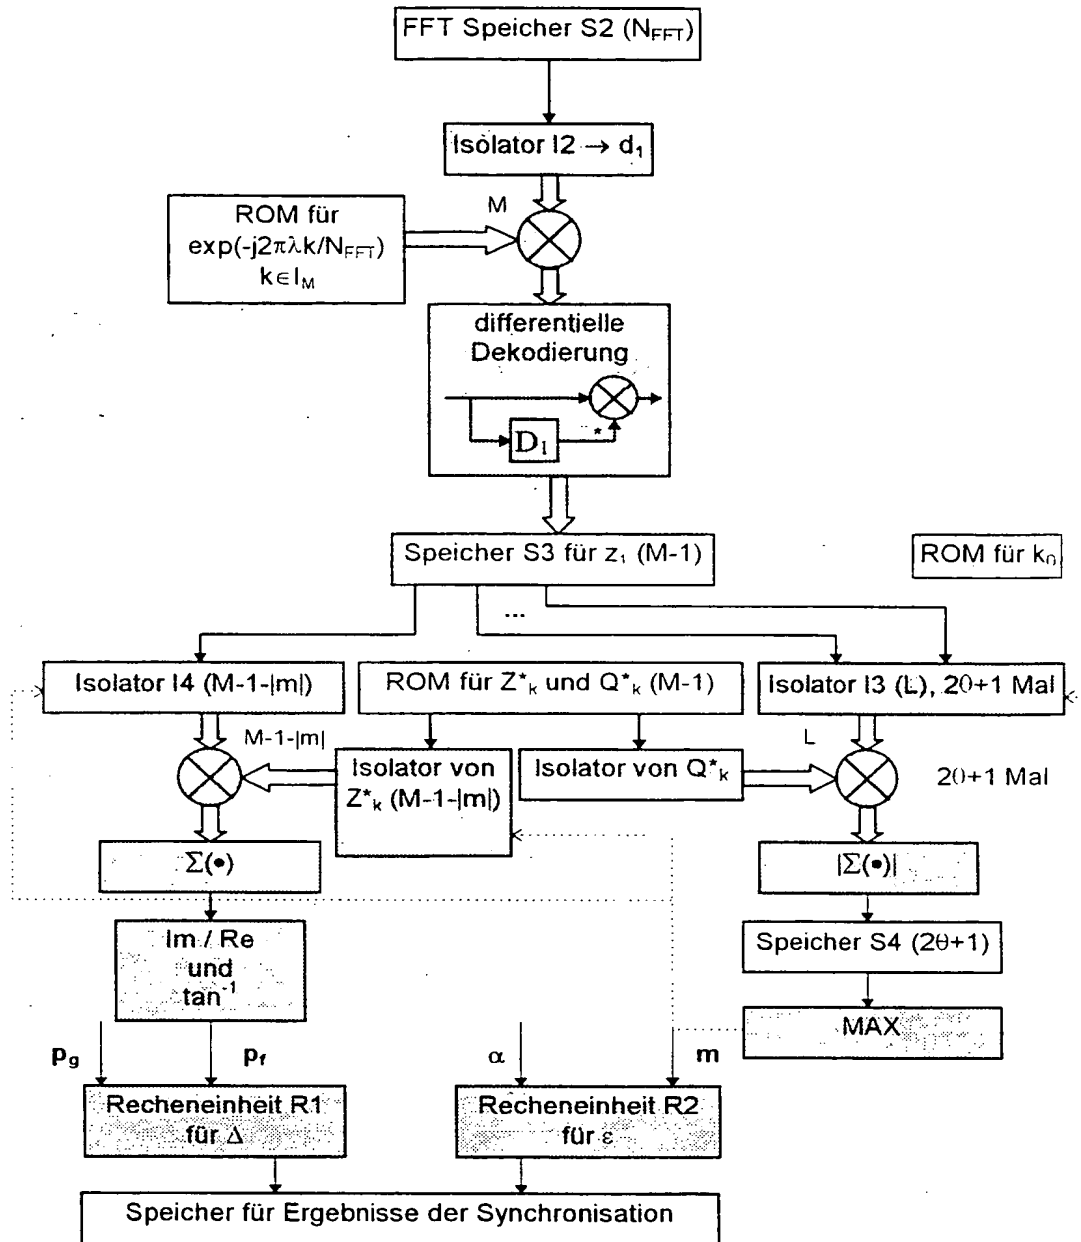 FFT Speicher S2 (N_FFT)
Isolator I2 → d₁
M
ROM für
exp(-j2πλk/N_FFT)
k∈I_M
differentielle
Dekodierung
*
D₁
Speicher S3 für z₁ (M-1)
ROM für k₀
...
Isolator I4 (M-1-|m|)
ROM für Z*ₖ und Q*ₖ (M-1)
Isolator I3 (L), 2θ+1 Mal
M-1-|m|
L
Isolator von
Z*ₖ (M-1-|m|)
Isolator von Q*ₖ
2θ+1 Mal
Σ(•)
|Σ(•)|
Im / Re
und
tan⁻¹
Speicher S4 (2θ+1)
MAX
p_g
p_f
α
m
Recheneinheit R1
für Δ
Recheneinheit R2
für ε
Speicher für Ergebnisse der Synchronisation